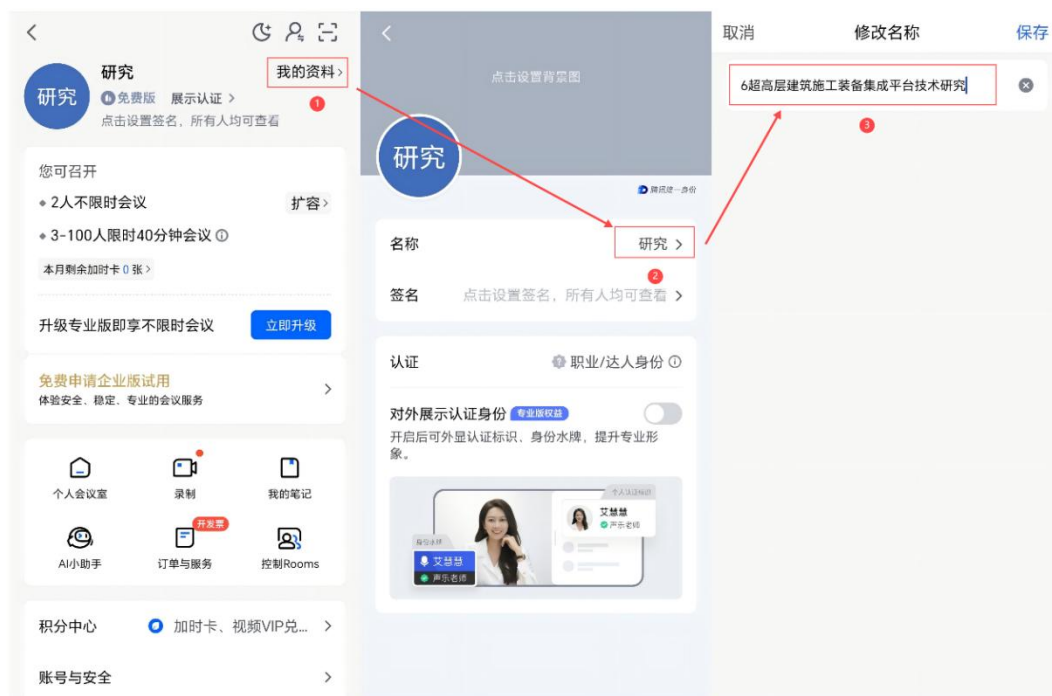 研究
研究
我的资料>
免费版 展示认证 >
点击设置签名，所有人均可查看
1
您可召开
2人不限时会议
扩容>
3-100人限时40分钟会议
本月剩余加时卡 0 张 >
升级专业版即享不限时会议
立即升级
免费申请企业版试用
体验安全、稳定、专业的会议服务
个人会议室
录制
我的笔记
开发票
AI小助手
订单与服务
控制Rooms
积分中心
加时卡、视频VIP兑...
账号与安全
点击设置背景图
研究
名称
研究 >
2
签名
点击设置签名，所有人均可查看 >
认证
职业/达人身份
对外展示认证身份 专业版权益
开启后可外显认证标识、身份水牌，提升专业形
象。
个人认证标识
艾慧慧
声乐老师
身份水牌
艾慧慧
声乐老师
取消
修改名称
保存
6超高层建筑施工装备集成平台技术研究
3